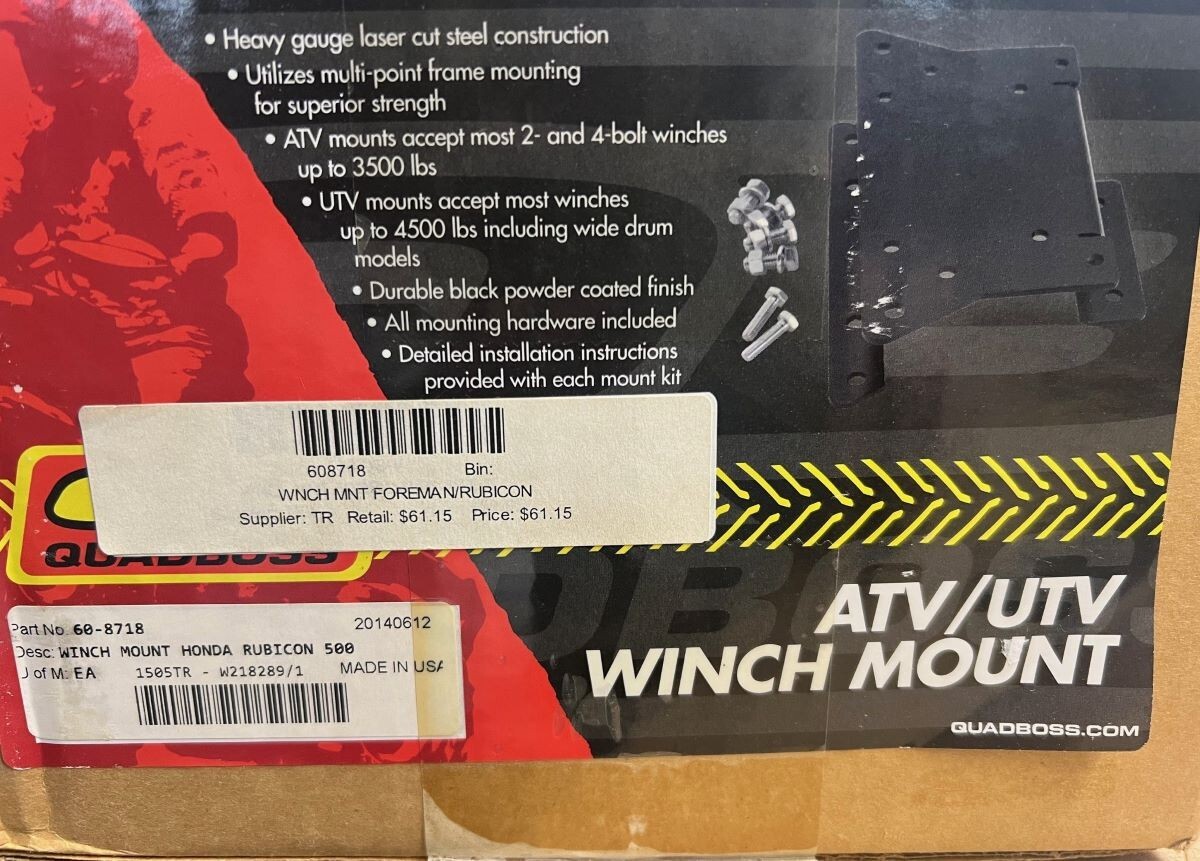 • Heavy gauge laser cut steel construction
• Utilizes multi-point frame mounting
for superior strength
• ATV mounts accept most 2- and 4-bolt winches
up to 3500 lbs
• UTV mounts accept most winches
up to 4500 lbs including wide drum
models
• Durable black powder coated finish
• All mounting hardware included
• Detailed installation instructions
provided with each mount kit
608718 Bin:
WNCH MNT FOREMAN/RUBICON
Supplier: TR Retail: $61.15 Price: $61.15
QUADBOSS
Part No. 60-8718 20140612
Desc: WINCH MOUNT HONDA RUBICON 500
U of M: EA 1505TR - W218289/1 MADE IN USA
ATV/UTV
WINCH MOUNT
QUADBOSS.COM